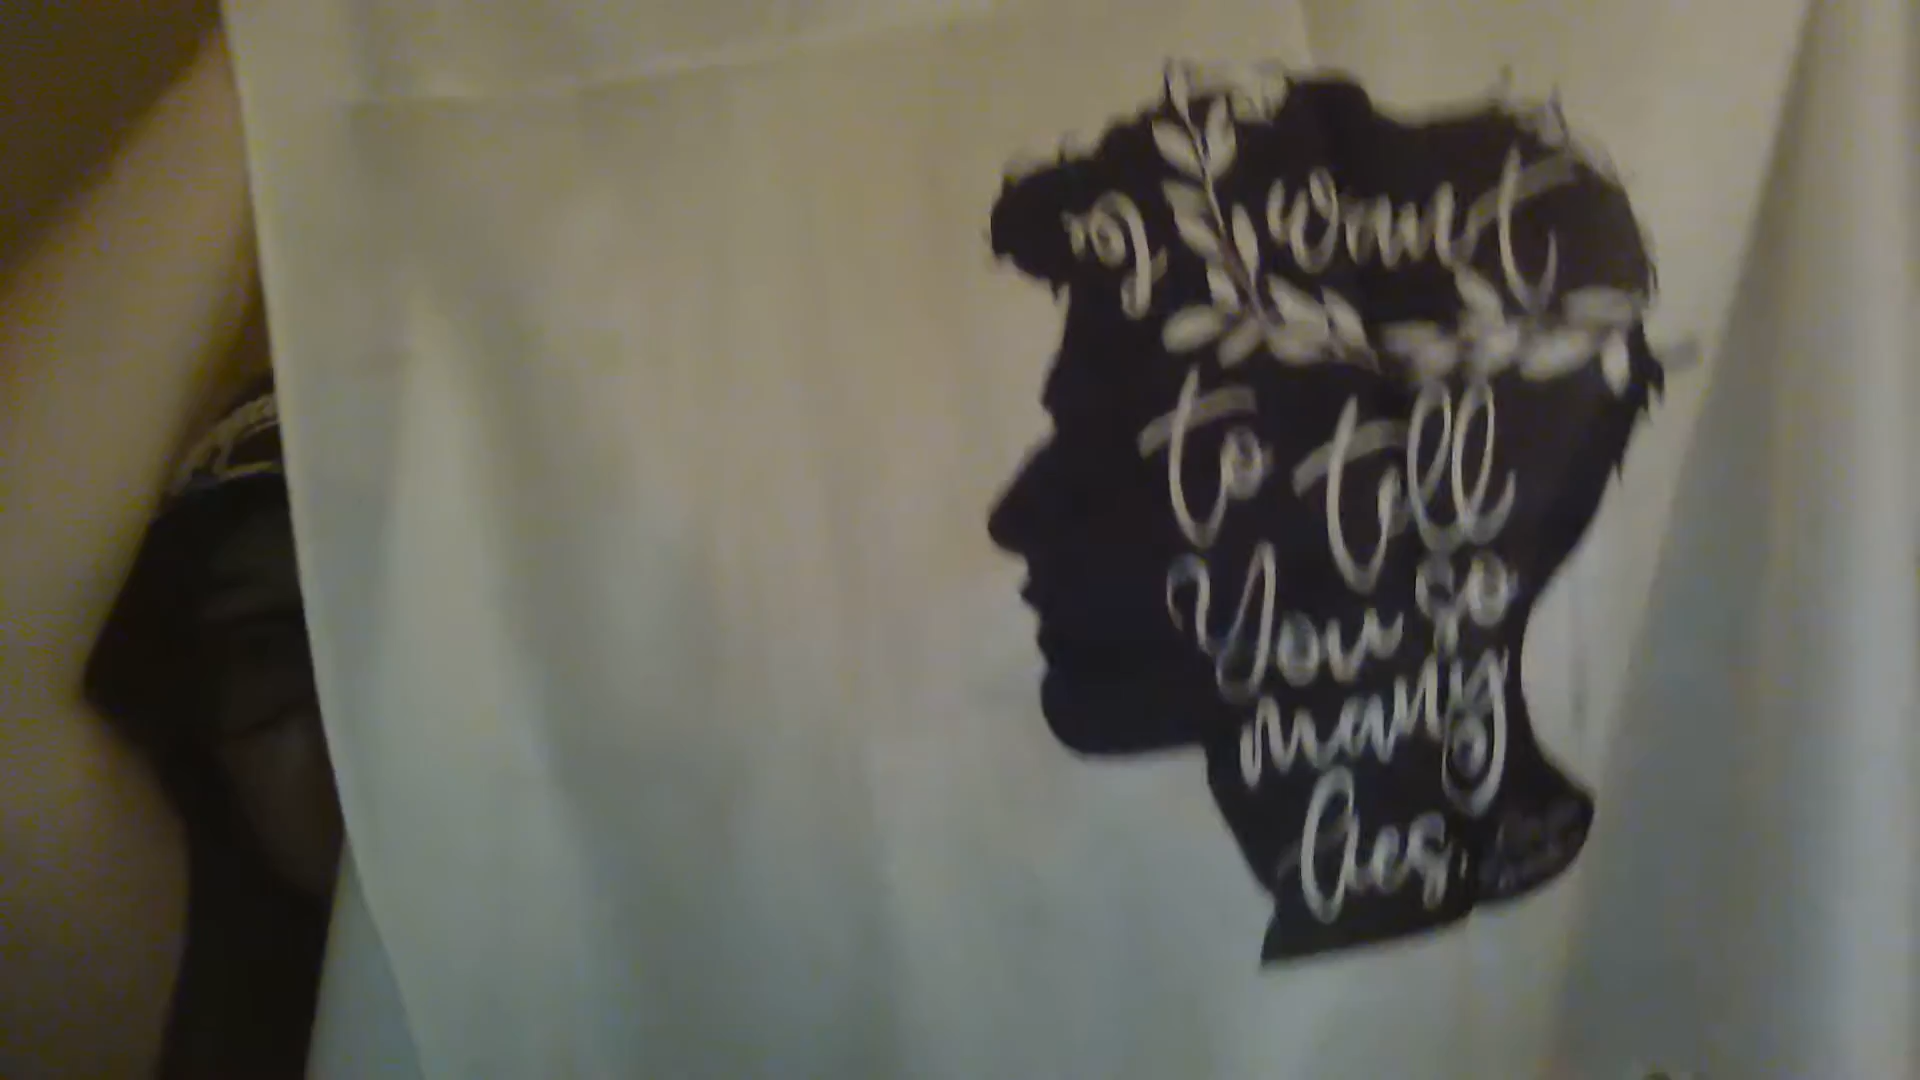 I want
to tell
You so
many
lies.